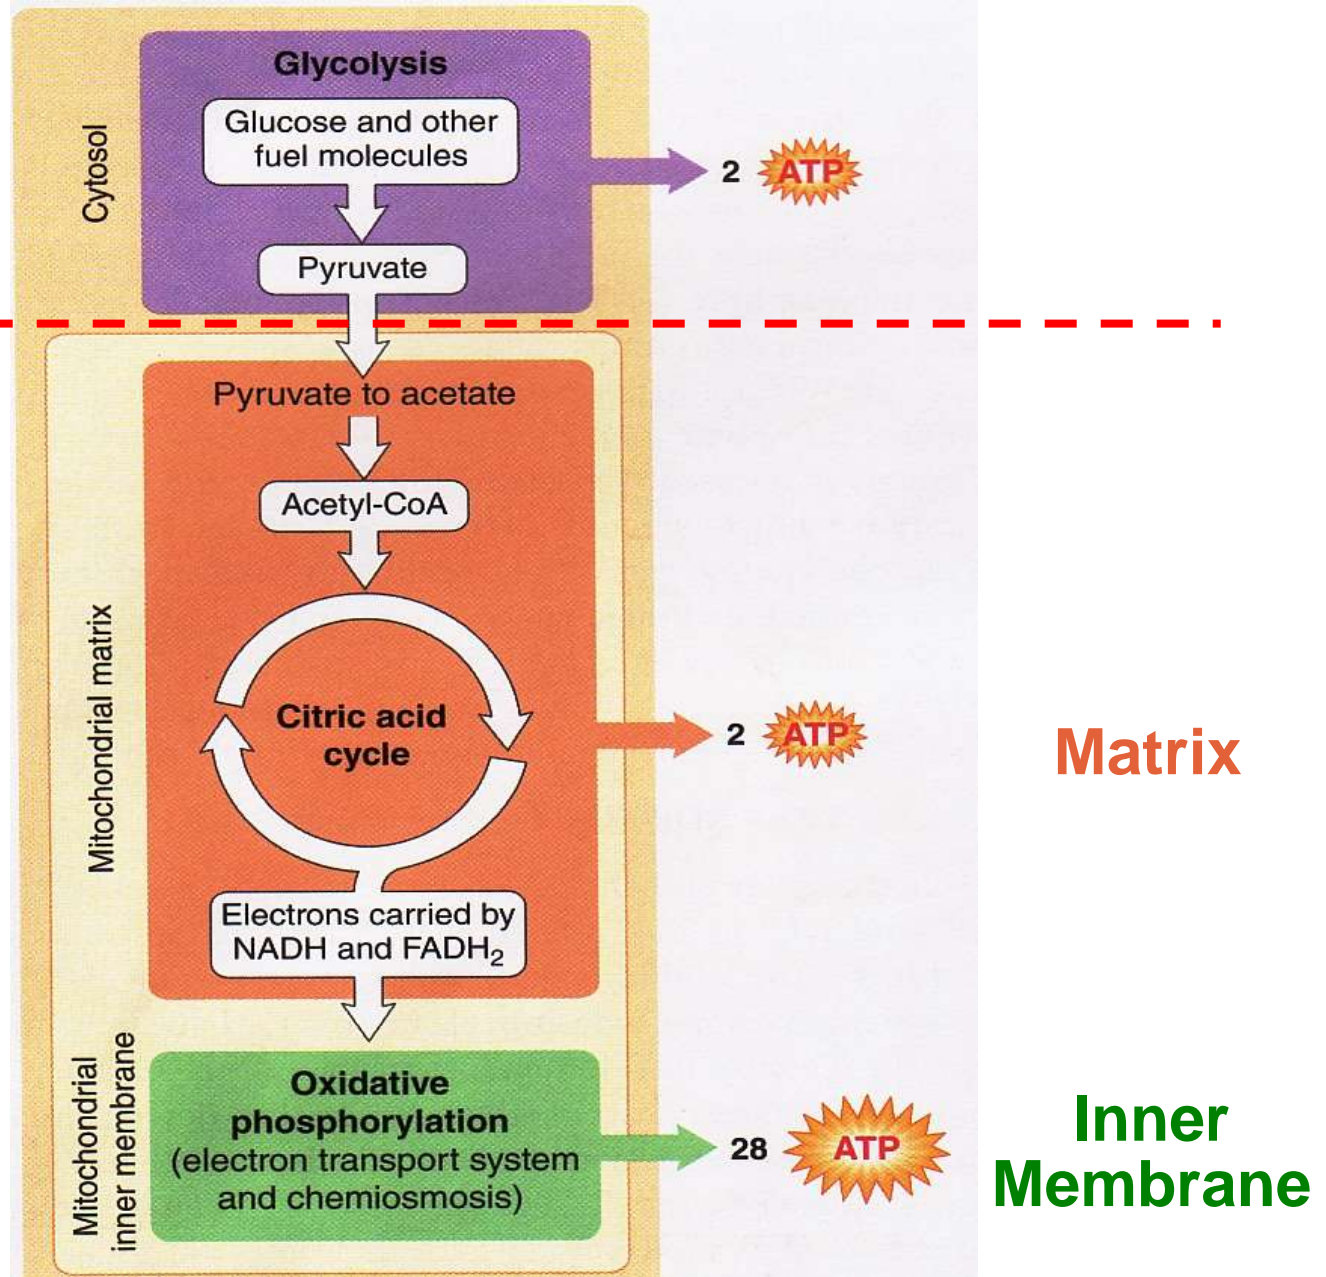 Glycolysis
Cytosol
Glucose and other
fuel molecules
2 ATP
Pyruvate
Pyruvate to acetate
Acetyl-CoA
Mitochondrial matrix
Citric acid
cycle
2 ATP
Matrix
Electrons carried by
NADH and FADH₂
Mitochondrial
inner membrane
Oxidative
phosphorylation
(electron transport system
and chemiosmosis)
28 ATP
Inner
Membrane